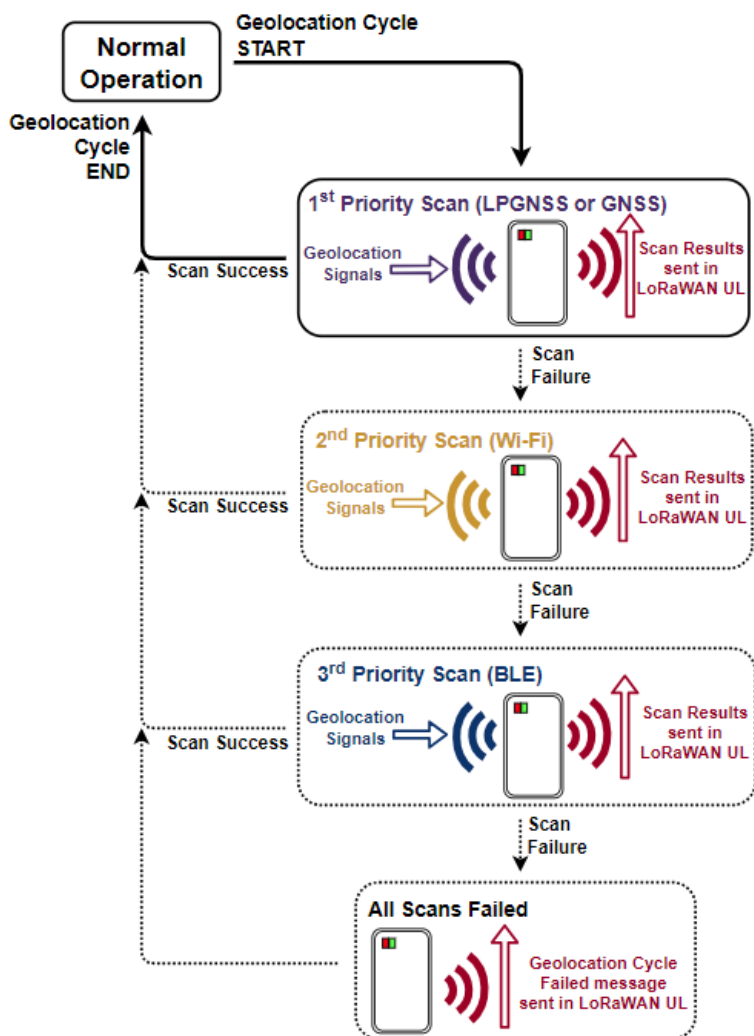 Normal
Operation
Geolocation Cycle
START
Geolocation
Cycle
END
1st Priority Scan (LPGNSS or GNSS)
Geolocation
Signals
Scan Results
sent in
LoRaWAN UL
Scan Success
Scan
Failure
2nd Priority Scan (Wi-Fi)
Geolocation
Signals
Scan Results
sent in
LoRaWAN UL
Scan Success
Scan
Failure
3rd Priority Scan (BLE)
Geolocation
Signals
Scan Results
sent in
LoRaWAN UL
Scan Success
Scan
Failure
All Scans Failed
Geolocation Cycle
Failed message
sent in LoRaWAN UL